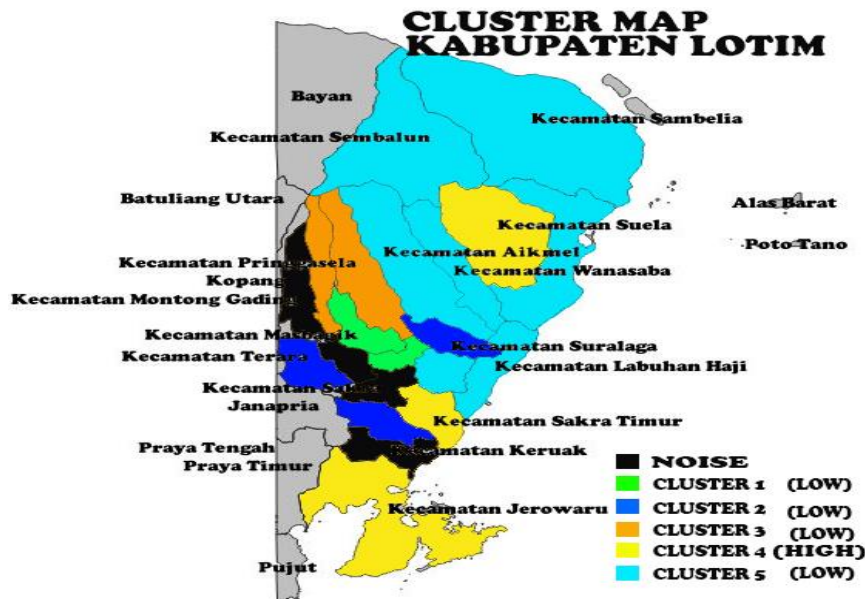 CLUSTER MAP
KABUPATEN LOTIM
Bayan
Kecamatan Sambelia
Kecamatan Sembalun
Batuliang Utara
Alas Barat
Kecamatan Suela
Poto Tano
Kecamatan Aikmel
Kecamatan Pringgasela
Kecamatan Wanasaba
Kopang
Kecamatan Montong Gading
Kecamatan Masbagik
Kecamatan Suralaga
Kecamatan Terara
Kecamatan Labuhan Haji
Kecamatan Sakra
Janapria
Kecamatan Sakra Timur
Praya Tengah
Kecamatan Keruak
Praya Timur
NOISE
CLUSTER 1 (LOW)
CLUSTER 2 (LOW)
Kecamatan Jerowaru
CLUSTER 3 (LOW)
CLUSTER 4 (HIGH)
Pujut
CLUSTER 5 (LOW)